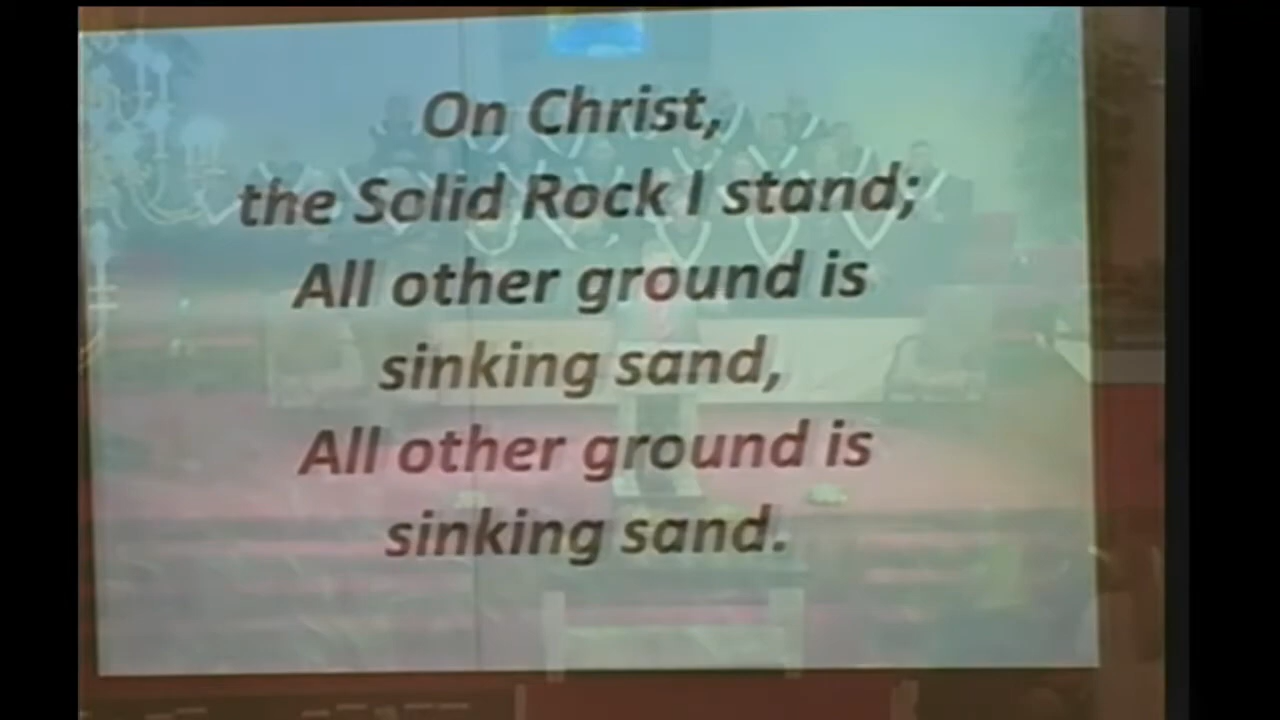 On Christ,
the Solid Rock I stand;
All other ground is
sinking sand,
All other ground is
sinking sand.